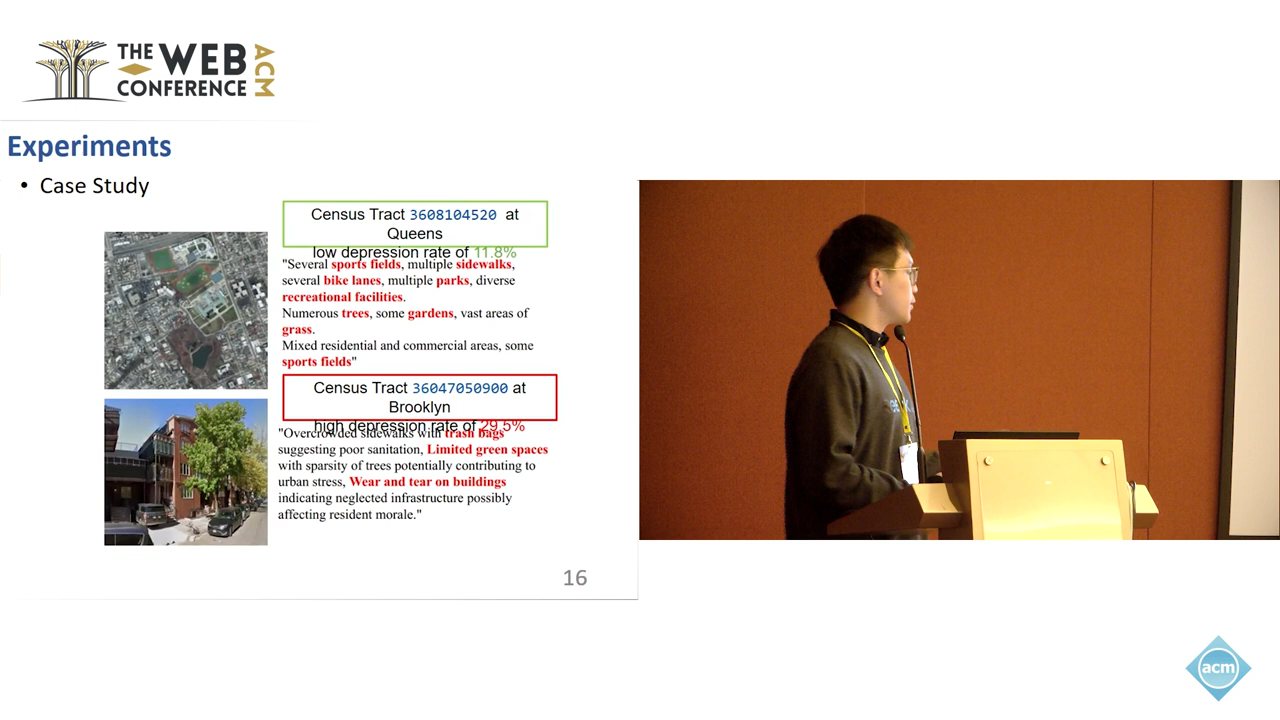 THE WEB
CONFERENCE
ACM
Experiments
• Case Study
Census Tract 3608104520 at
Queens
low depression rate of 11.8%
"Several sports fields, multiple sidewalks,
several bike lanes, multiple parks, diverse
recreational facilities.
Numerous trees, some gardens, vast areas of
grass.
Mixed residential and commercial areas, some
sports fields"
Census Tract 36047050900 at
Brooklyn
high depression rate of 29.5%
"Overcrowded sidewalks with trash bags
suggesting poor sanitation, Limited green spaces
with sparsity of trees potentially contributing to
urban stress, Wear and tear on buildings
indicating neglected infrastructure possibly
affecting resident morale."
16
acm